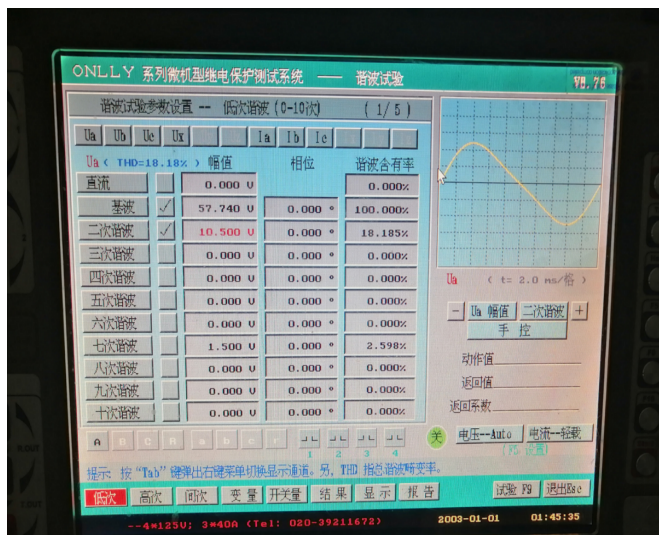 ONLLY 系列微机型继电保护测试系统 —— 谐波试验
V8.76
谐波试验参数设置 -- 低次谐波 (0-10次) ( 1/5 )
Ua Ub Uc Ux Ia Ib Ic
Ua ( THD=18.18% ) 幅值 相位 谐波含有率
直流 0.000 V 0.000%
基波 √ 57.740 V 0.000 ° 100.000%
二次谐波 √ 10.500 V 0.000 ° 18.185%
三次谐波 0.000 V 0.000 ° 0.000%
四次谐波 0.000 V 0.000 ° 0.000%
五次谐波 0.000 V 0.000 ° 0.000%
六次谐波 0.000 V 0.000 ° 0.000%
七次谐波 1.500 V 0.000 ° 2.598%
八次谐波 0.000 V 0.000 ° 0.000%
九次谐波 0.000 V 0.000 ° 0.000%
十次谐波 0.000 V 0.000 ° 0.000%
Ua ( t= 2.0 ms/格 )
- Ua 幅值 二次谐波 +
手 控
动作值
返回值
返回系数
A B C R a b c r
1 2 3 4
关 电压--Auto 电流--轻载
设置)
提示: 按 "Tab" 键弹出右键菜单切换显示通道。另, THD 指总谐波畸变率。
低次 高次 间次 变 量 开关量 结 果 显 示 报 告 试验 F9 退出Esc
--4*125V; 3*40A (Tel: 020-39211672) 2003-01-01 01:45:35